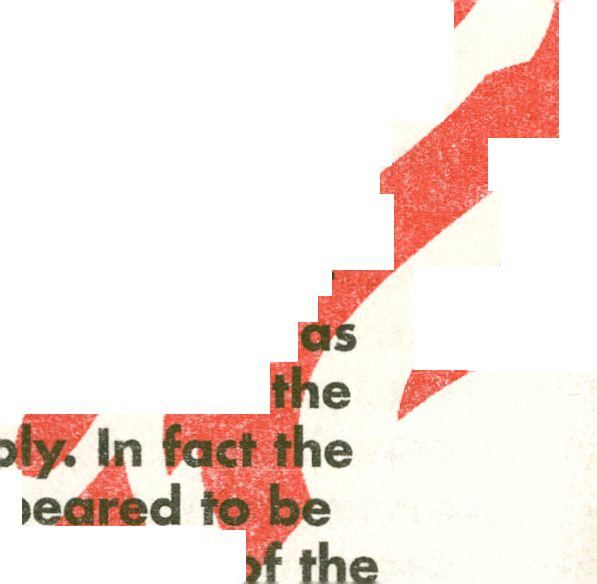 as
the
ply. In fact the
peared to be
of the